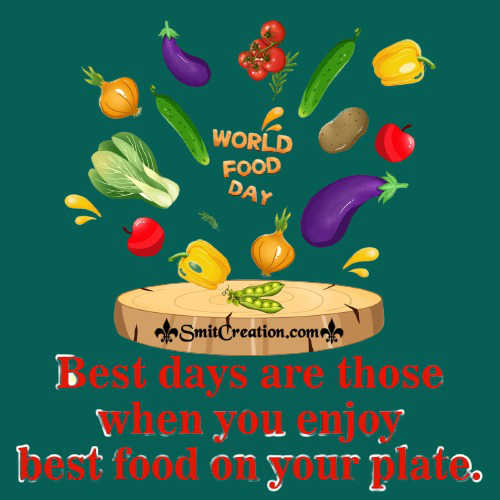 WORLD
FOOD
DAY
SmitCreation.com
Best days are those
when you enjoy
best food on your plate.